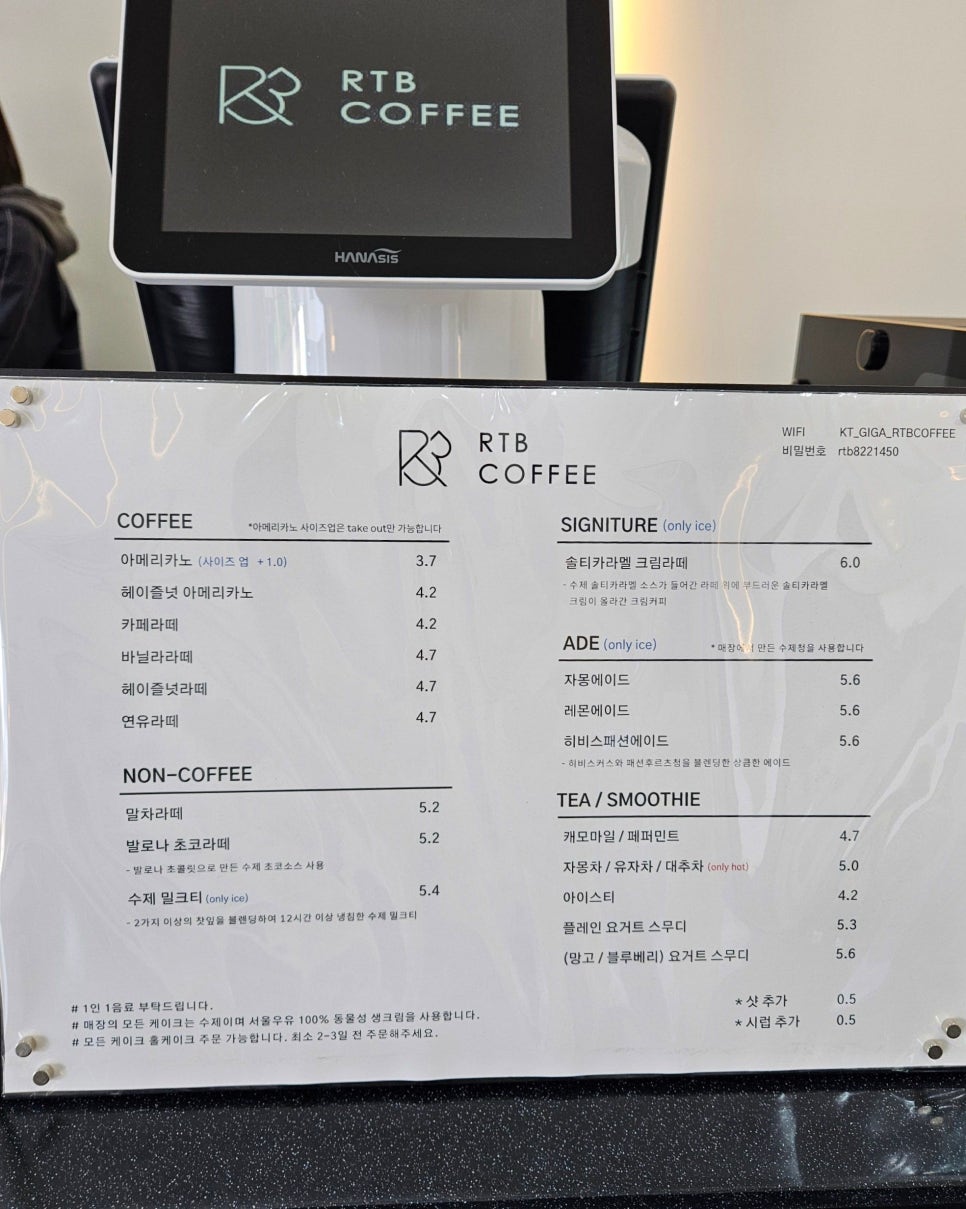 RTB
COFFEE
HANASIS
RTB
COFFEE
WIFI KT_GIGA_RTBCOFFEE
비밀번호 rtb8221450
COFFEE *아메리카노 사이즈업은 take out만 가능합니다
아메리카노 (사이즈 업 +1.0) 3.7
헤이즐넛 아메리카노 4.2
카페라떼 4.2
바닐라라떼 4.7
헤이즐넛라떼 4.7
연유라떼 4.7
NON-COFFEE
말차라떼 5.2
발로나 초코라떼 5.2
- 발로나 초콜릿으로 만든 수제 초코소스 사용
수제 밀크티 (only ice) 5.4
- 2가지 이상의 찻잎을 블렌딩하여 12시간 이상 냉침한 수제 밀크티
SIGNITURE (only ice)
솔티카라멜 크림라떼 6.0
- 수제 솔티카라멜 소스가 들어간 라떼 위에 부드러운 솔티카라멜
크림이 올라간 크림커피
ADE (only ice) * 매장에서 만든 수제청을 사용합니다
자몽에이드 5.6
레몬에이드 5.6
히비스패션에이드 5.6
- 히비스커스와 패션후르츠청을 블렌딩한 상큼한 에이드
TEA / SMOOTHIE
캐모마일 / 페퍼민트 4.7
자몽차 / 유자차 / 대추차 (only hot) 5.0
아이스티 4.2
플레인 요거트 스무디 5.3
(망고 / 블루베리) 요거트 스무디 5.6
* 샷 추가 0.5
* 시럽 추가 0.5
# 1인 1음료 부탁드립니다.
# 매장의 모든 케이크는 수제이며 서울우유 100% 동물성 생크림을 사용합니다.
# 모든 케이크 홀케이크 주문 가능합니다. 최소 2-3일 전 주문해주세요.